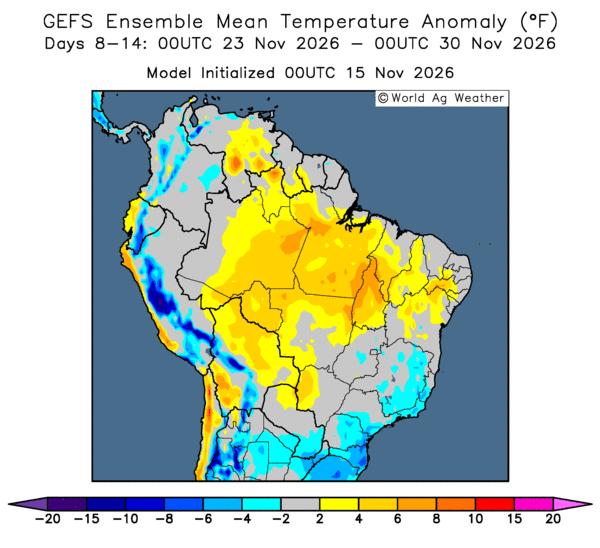 GEFS Ensemble Mean Temperature Anomaly (°F)
Days 8−14: 00UTC 23 Nov 2026 − 00UTC 30 Nov 2026
Model Initialized 00UTC 15 Nov 2026
© World Ag Weather
−20 −15 −10 −8 −6 −4 −2 2 4 6 8 10 15 20